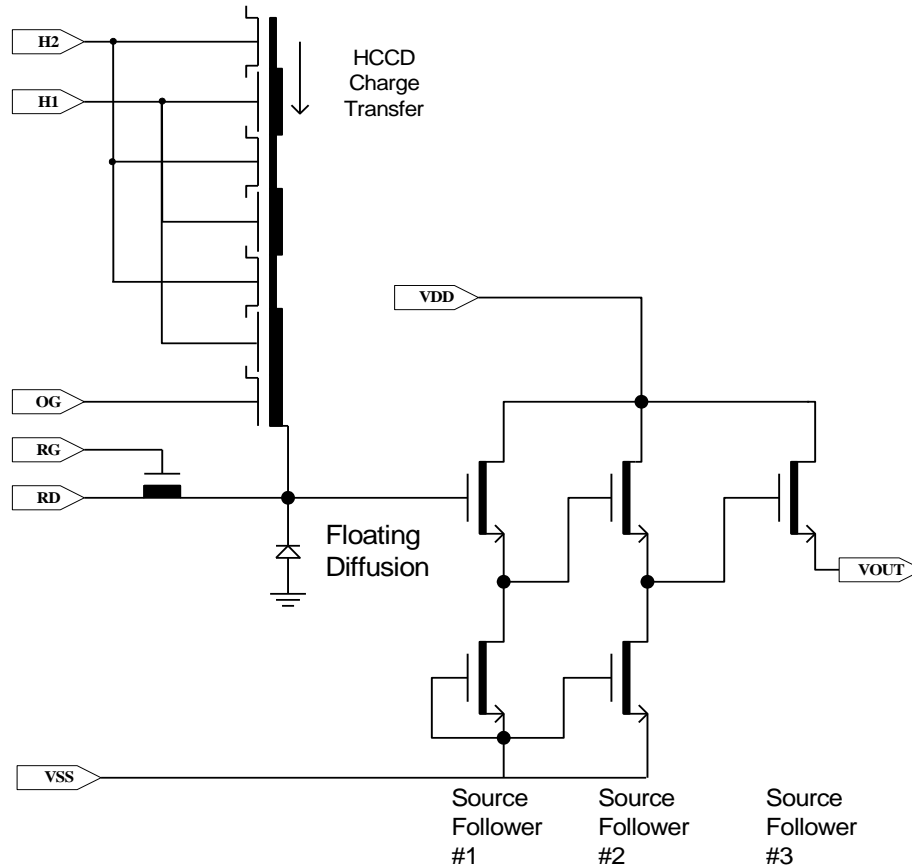 H2
HCCD
Charge
Transfer
H1
VDD
OG
RG
RD
Floating
Diffusion
VOUT
VSS
Source
Follower
#1
Source
Follower
#2
Source
Follower
#3